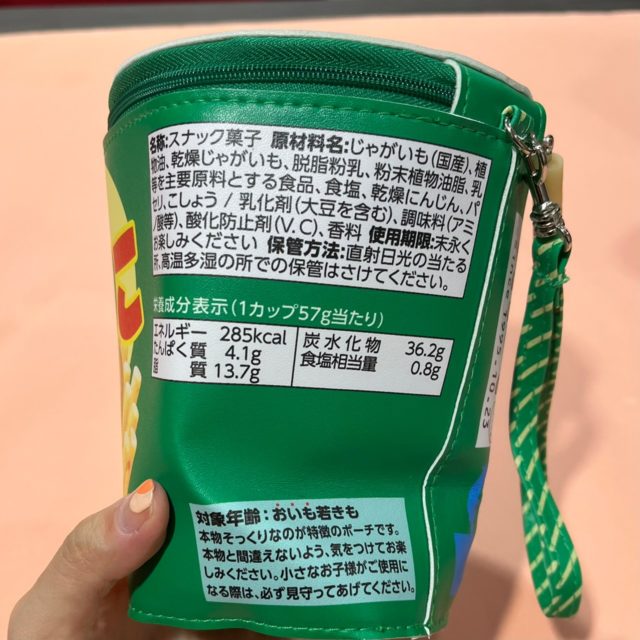 名称:スナック菓子 原材料名:じゃがいも(国産)、植
物油、乾燥じゃがいも、脱脂粉乳、粉末植物油脂、乳
等を主要原料とする食品、食塩、乾燥にんじん、パ
セリ、こしょう / 乳化剤(大豆を含む)、調味料(アミ
ノ酸等)、酸化防止剤(V.C)、香料 使用期限:末永く
お楽しみください 保管方法:直射日光の当たる
所、高温多湿の所での保管はさけてください。
栄養成分表示(1カップ57g当たり)
エネルギー 285kcal
たんぱく質 4.1g
脂質 13.7g
炭水化物 36.2g
食塩相当量 0.8g
対象年齢:おいも若きも
本物そっくりなのが特徴のポーチです。
本物と間違えないよう、気をつけてお楽
しみください。小さなお子様がご使用に
なる際は、必ず見守ってあげてください。
Since 1995-10-23